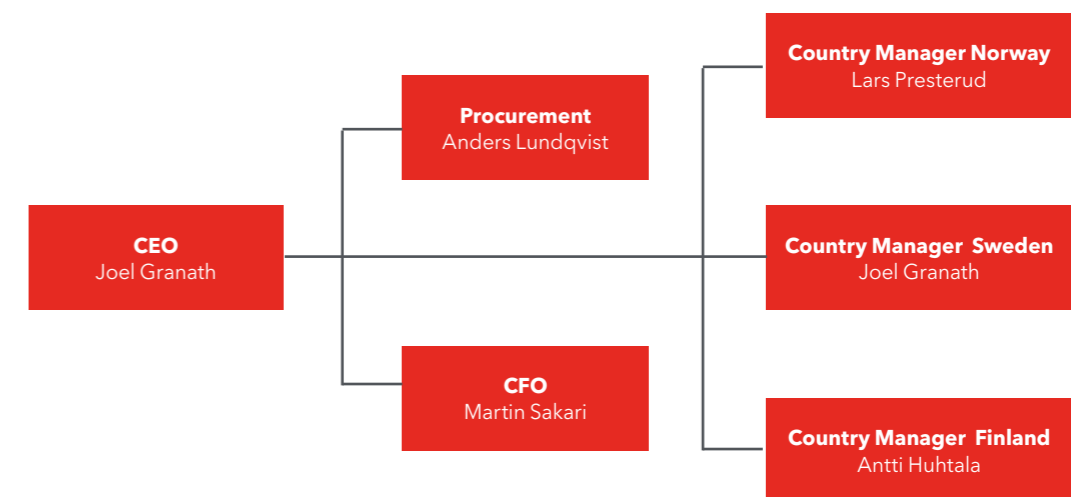 Country Manager Norway
Lars Presterud
Procurement
Anders Lundqvist
CEO
Joel Granath
Country Manager Sweden
Joel Granath
CFO
Martin Sakari
Country Manager Finland
Antti Huhtala